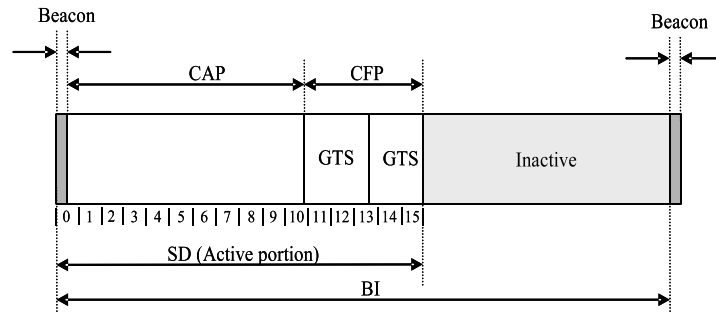 Beacon
Beacon
CAP
CFP
GTS
GTS
Inactive
0 1 2 3 4 5 6 7 8 9 10 11 12 13 14 15
SD (Active portion)
BI